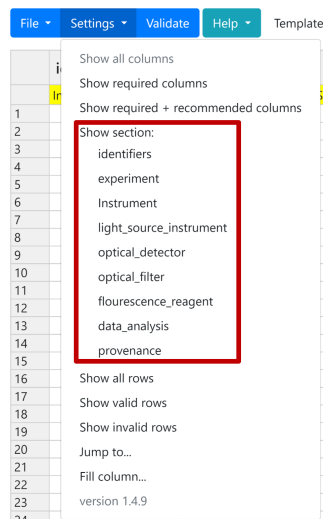 File Settings Validate Help Template
Show all columns
Show required columns
Show required + recommended columns
1
2 Show section:
3 identifiers
4
5 experiment
6 Instrument
7 light_source_instrument
8
9 optical_detector
10 optical_filter
11
12 flourescence_reagent
13 data_analysis
14
15 provenance
16 Show all rows
17 Show valid rows
18
19 Show invalid rows
20 Jump to...
21
22 Fill column...
23 version 1.4.9